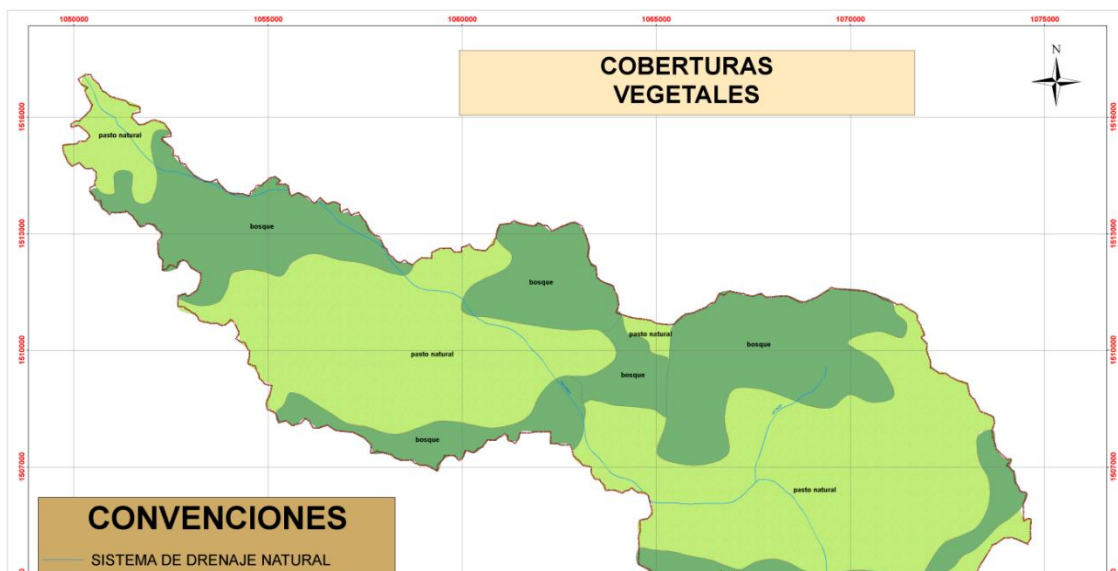 1050000
1055000
1060000
1065000
1070000
1075000
COBERTURAS
VEGETALES
N
1516000
1516000
pasto natural
bosque
1513000
1513000
bosque
pasto natural
bosque
1510000
1510000
pasto natural
bosque
bosque
1507000
1507000
pasto natural
CONVENCIONES
SISTEMA DE DRENAJE NATURAL